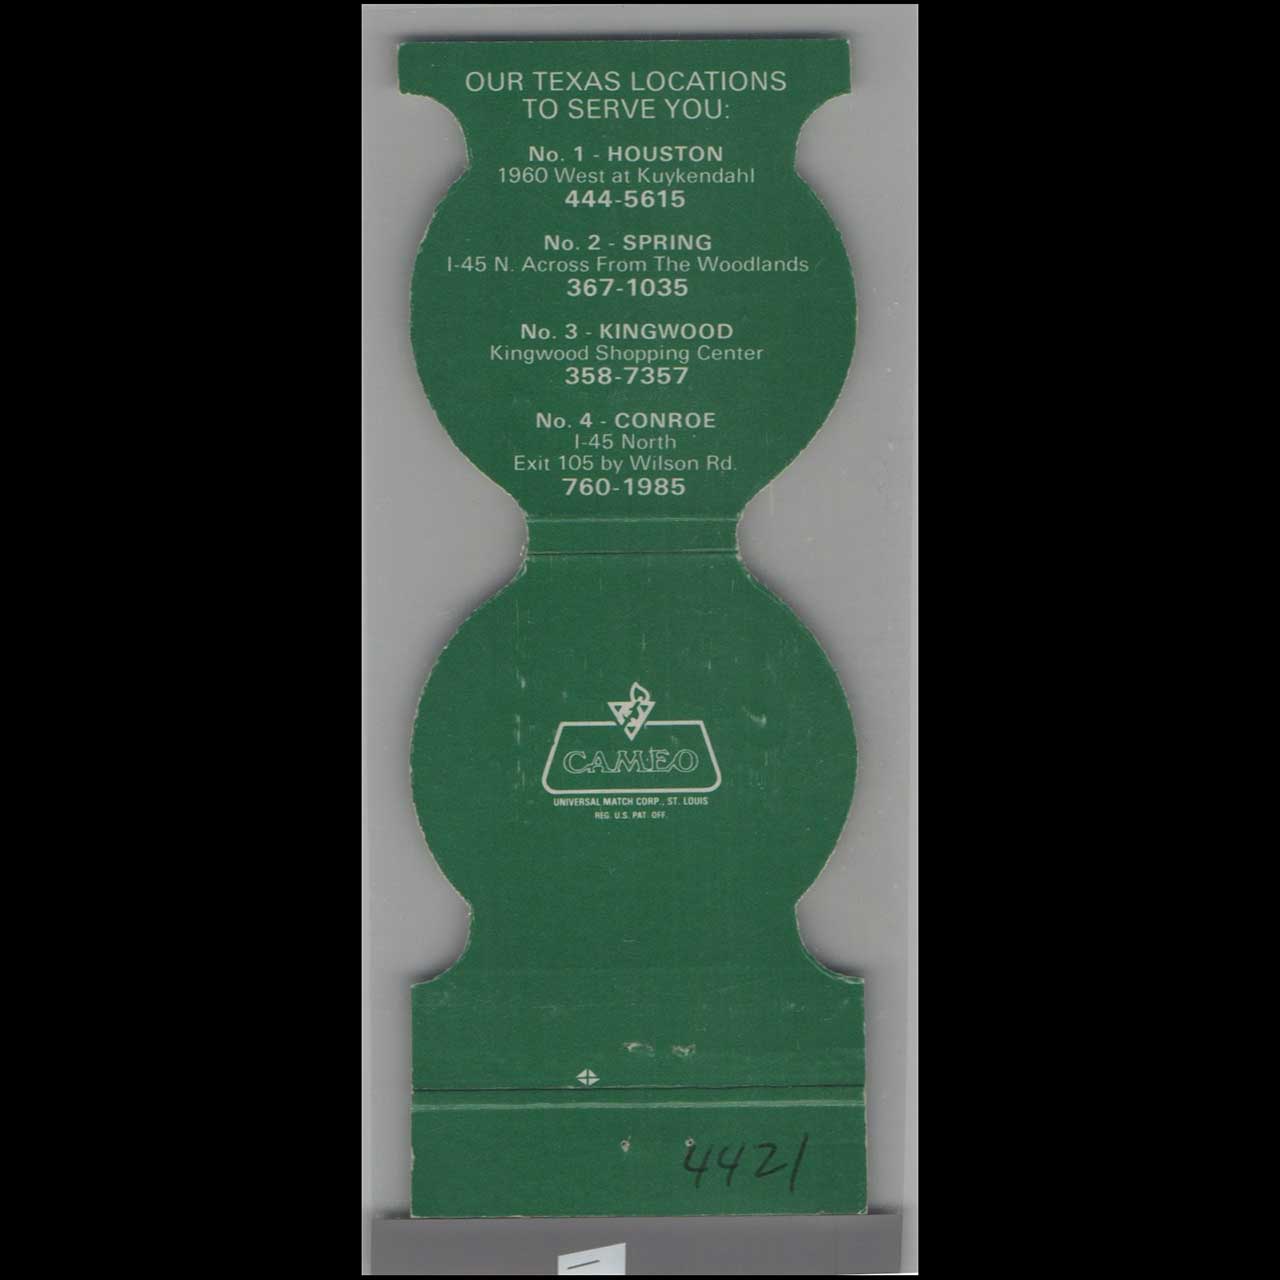 OUR TEXAS LOCATIONS
TO SERVE YOU:
No. 1 - HOUSTON
1960 West at Kuykendahl
444-5615
No. 2 - SPRING
I-45 N. Across From The Woodlands
367-1035
No. 3 - KINGWOOD
Kingwood Shopping Center
358-7357
No. 4 - CONROE
I-45 North
Exit 105 by Wilson Rd.
760-1985
CAMEO
UNIVERSAL MATCH CORP., ST. LOUIS
REG. U.S. PAT. OFF.
4421